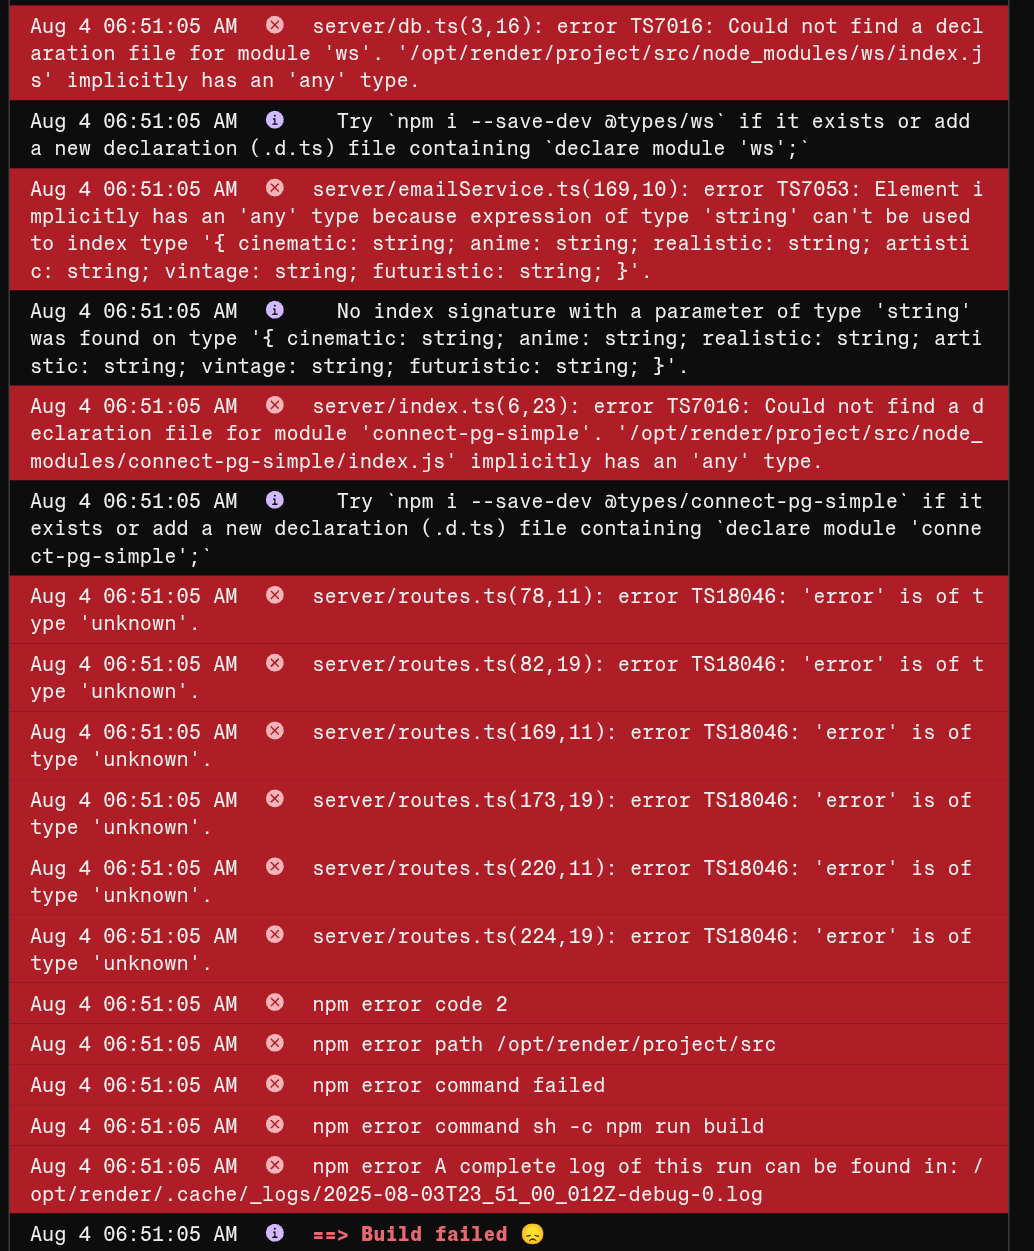 Aug 4 06:51:05 AM server/db.ts(3,16): error TS7016: Could not find a decl
aration file for module 'ws'. '/opt/render/project/src/node_modules/ws/index.j
s' implicitly has an 'any' type.
Aug 4 06:51:05 AM i Try `npm i --save-dev @types/ws` if it exists or add
a new declaration (.d.ts) file containing `declare module 'ws';`
Aug 4 06:51:05 AM server/emailService.ts(169,10): error TS7053: Element i
mplicitly has an 'any' type because expression of type 'string' can't be used
to index type '{ cinematic: string; anime: string; realistic: string; artisti
c: string; vintage: string; futuristic: string; }'.
Aug 4 06:51:05 AM i No index signature with a parameter of type 'string'
was found on type '{ cinematic: string; anime: string; realistic: string; arti
stic: string; vintage: string; futuristic: string; }'.
Aug 4 06:51:05 AM server/index.ts(6,23): error TS7016: Could not find a d
eclaration file for module 'connect-pg-simple'. '/opt/render/project/src/node_
modules/connect-pg-simple/index.js' implicitly has an 'any' type.
Aug 4 06:51:05 AM i Try `npm i --save-dev @types/connect-pg-simple` if it
exists or add a new declaration (.d.ts) file containing `declare module 'conne
ct-pg-simple';`
Aug 4 06:51:05 AM server/routes.ts(78,11): error TS18046: 'error' is of t
ype 'unknown'.
Aug 4 06:51:05 AM server/routes.ts(82,19): error TS18046: 'error' is of t
ype 'unknown'.
Aug 4 06:51:05 AM server/routes.ts(169,11): error TS18046: 'error' is of
type 'unknown'.
Aug 4 06:51:05 AM server/routes.ts(173,19): error TS18046: 'error' is of
type 'unknown'.
Aug 4 06:51:05 AM server/routes.ts(220,11): error TS18046: 'error' is of
type 'unknown'.
Aug 4 06:51:05 AM server/routes.ts(224,19): error TS18046: 'error' is of
type 'unknown'.
Aug 4 06:51:05 AM npm error code 2
Aug 4 06:51:05 AM npm error path /opt/render/project/src
Aug 4 06:51:05 AM npm error command failed
Aug 4 06:51:05 AM npm error command sh -c npm run build
Aug 4 06:51:05 AM npm error A complete log of this run can be found in: /
opt/render/.cache/_logs/2025-08-03T23_51_00_012Z-debug-0.log
Aug 4 06:51:05 AM i ==> Build failed 😞